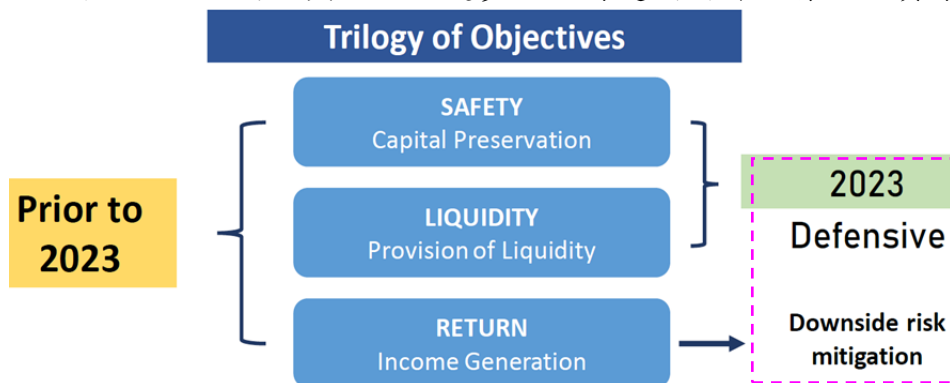 Trilogy of Objectives
SAFETY
Capital Preservation
LIQUIDITY
Provision of Liquidity
RETURN
Income Generation
Prior to
2023
2023
Defensive
Downside risk
mitigation